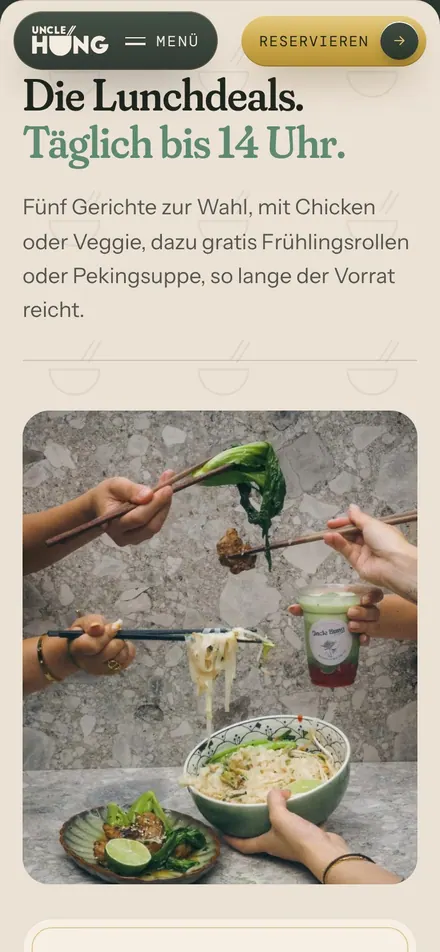 UNCLE
HUNG
MENÜ
RESERVIEREN →
Die Lunchdeals.
Täglich bis 14 Uhr.
Fünf Gerichte zur Wahl, mit Chicken
oder Veggie, dazu gratis Frühlingsrollen
oder Pekingsuppe, so lange der Vorrat
reicht.